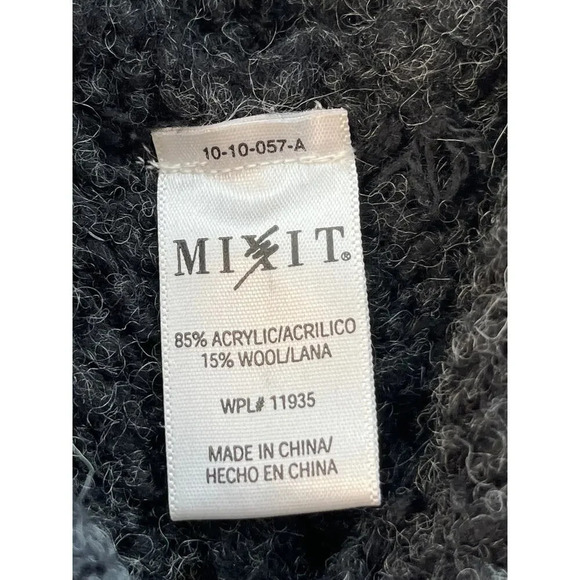 10-10-057-A
MIXIT®
85% ACRYLIC/ACRILICO
15% WOOL/LANA
WPL# 11935
MADE IN CHINA/
HECHO EN CHINA